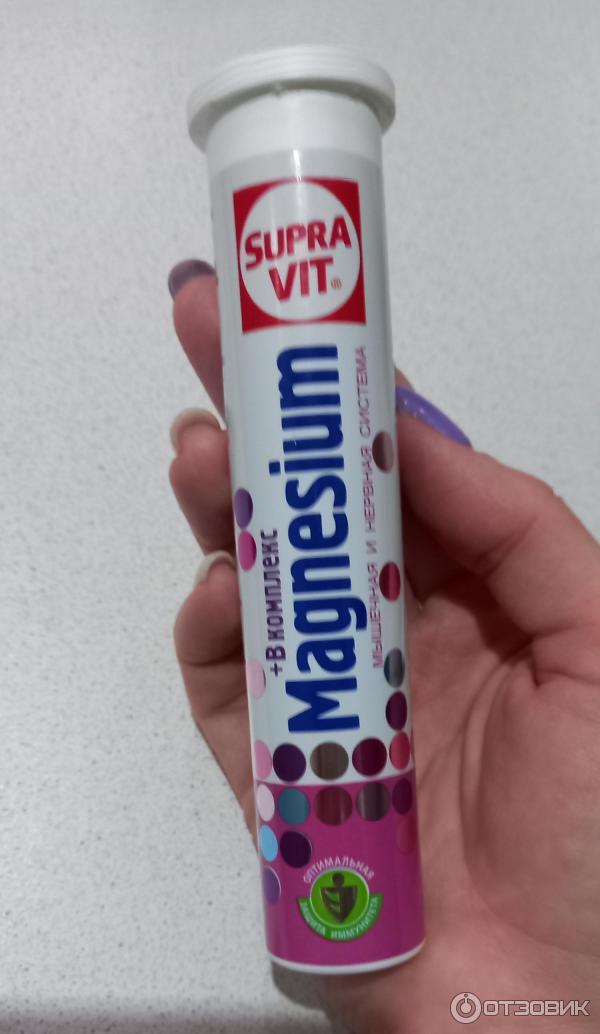 SUPRA
VIT®
Magnesium
+В комплекс
МЫШЕЧНАЯ И НЕРВНАЯ СИСТЕМА
ОПТИМАЛЬНАЯ
ЗАЩИТА ИММУНИТЕТА
ОТЗОВИК